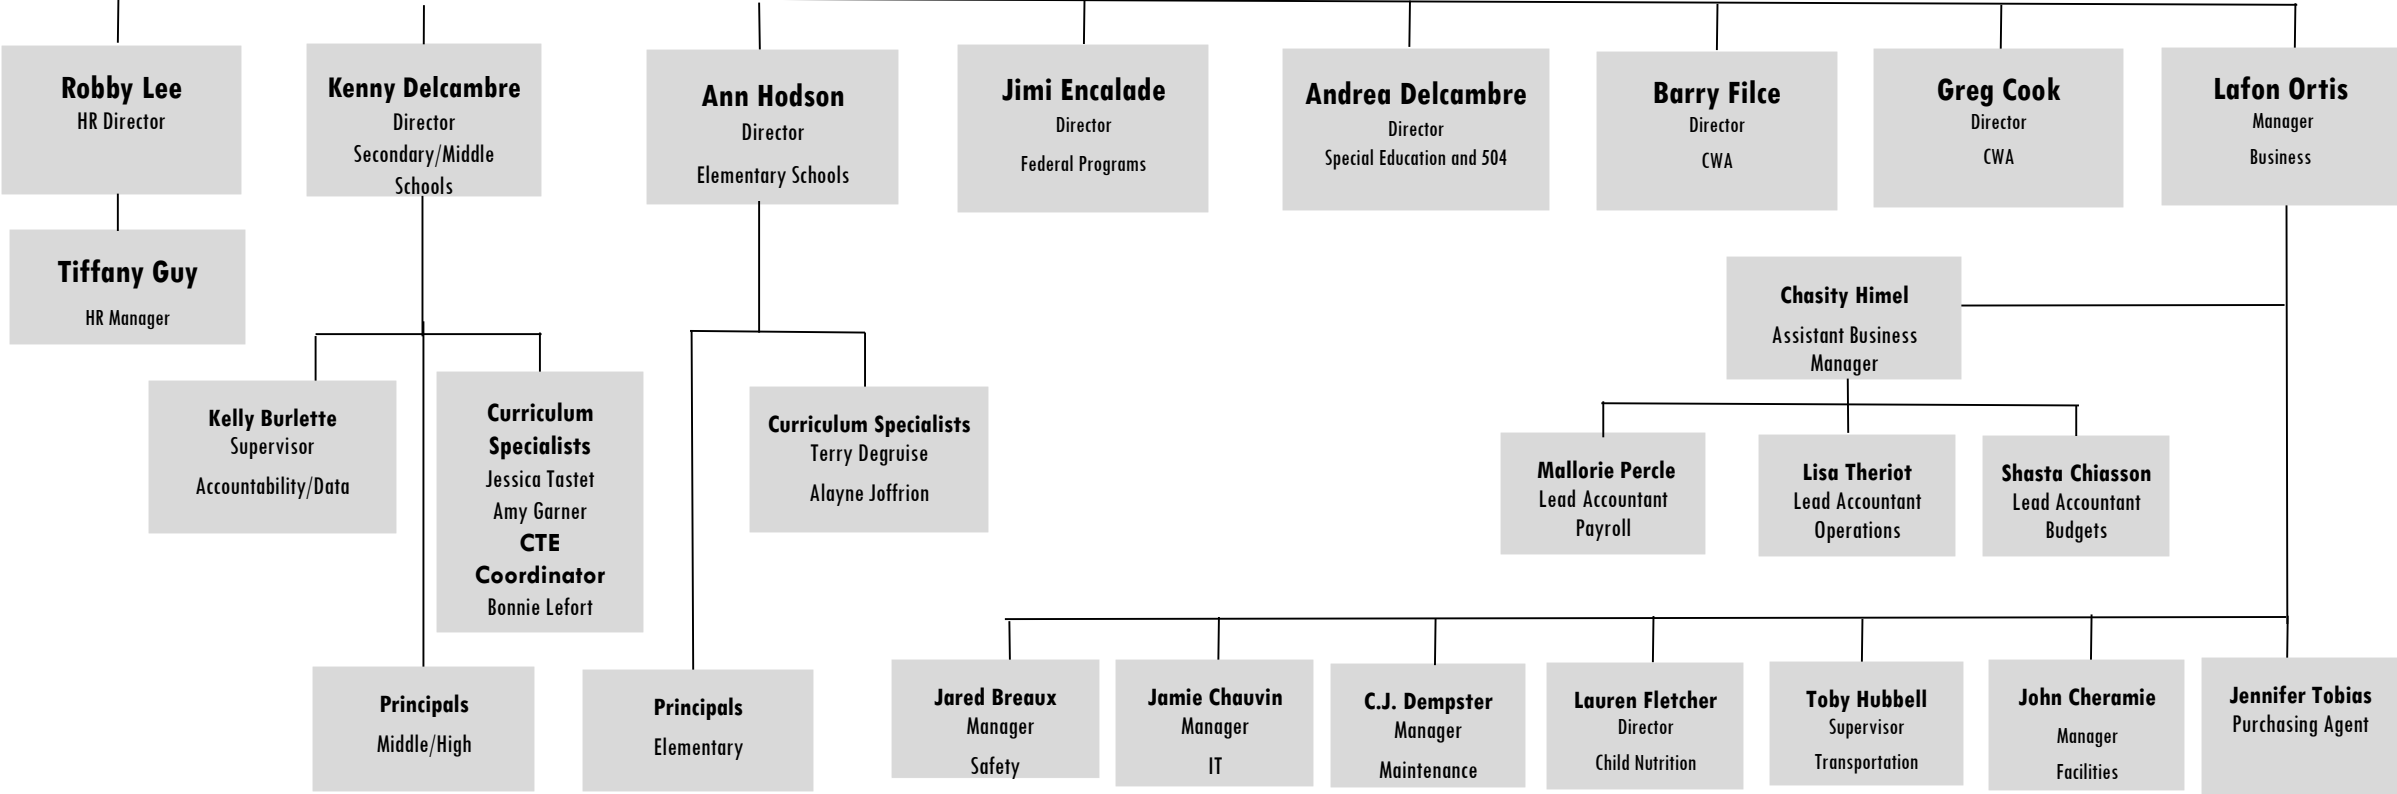 Robby Lee
HR Director
Kenny Delcambre
Director
Secondary/Middle
Schools
Ann Hodson
Director
Elementary Schools
Jimi Encalade
Director
Federal Programs
Andrea Delcambre
Director
Special Education and 504
Barry Filce
Director
CWA
Greg Cook
Director
CWA
Lafon Ortis
Manager
Business
Tiffany Guy
HR Manager
Chasity Himel
Assistant Business
Manager
Kelly Burlette
Supervisor
Accountability/Data
Curriculum
Specialists
Jessica Tastet
Amy Garner
CTE
Coordinator
Bonnie Lefort
Curriculum Specialists
Terry Degruise
Alayne Joffrion
Mallorie Percle
Lead Accountant
Payroll
Lisa Theriot
Lead Accountant
Operations
Shasta Chiasson
Lead Accountant
Budgets
Principals
Middle/High
Principals
Elementary
Jared Breaux
Manager
Safety
Jamie Chauvin
Manager
IT
C.J. Dempster
Manager
Maintenance
Lauren Fletcher
Director
Child Nutrition
Toby Hubbell
Supervisor
Transportation
John Cheramie
Manager
Facilities
Jennifer Tobias
Purchasing Agent